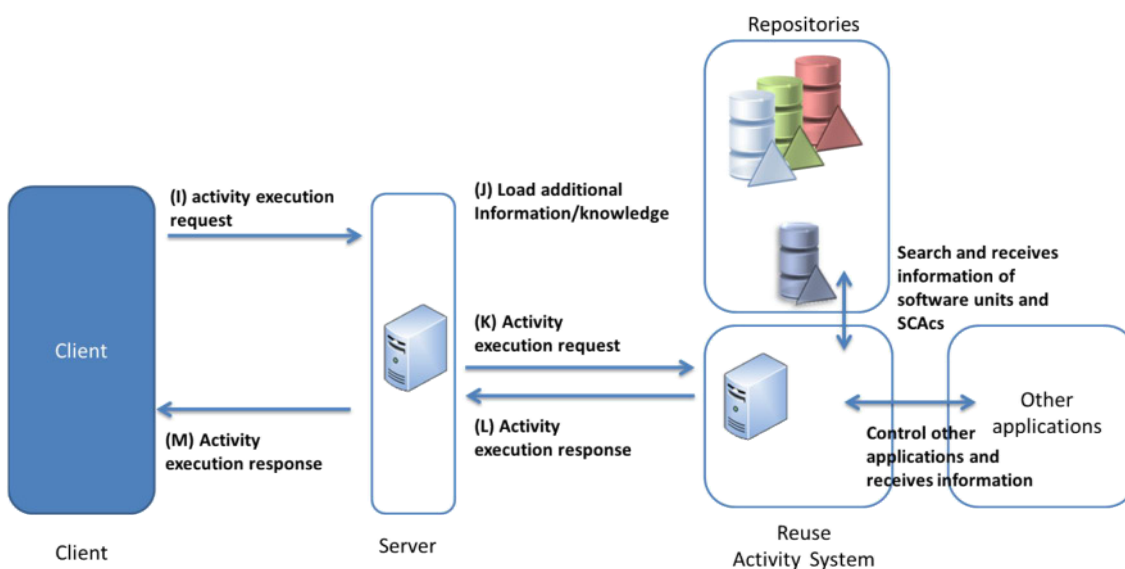 Repositories
(I) activity execution
request
(J) Load additional
Information/knowledge
Search and receives
information of
software units and
SCAcs
(K) Activity
execution request
Client
Other
applications
(M) Activity
execution response
(L) Activity
execution response
Control other
applications and
receives information
Client
Server
Reuse
Activity System